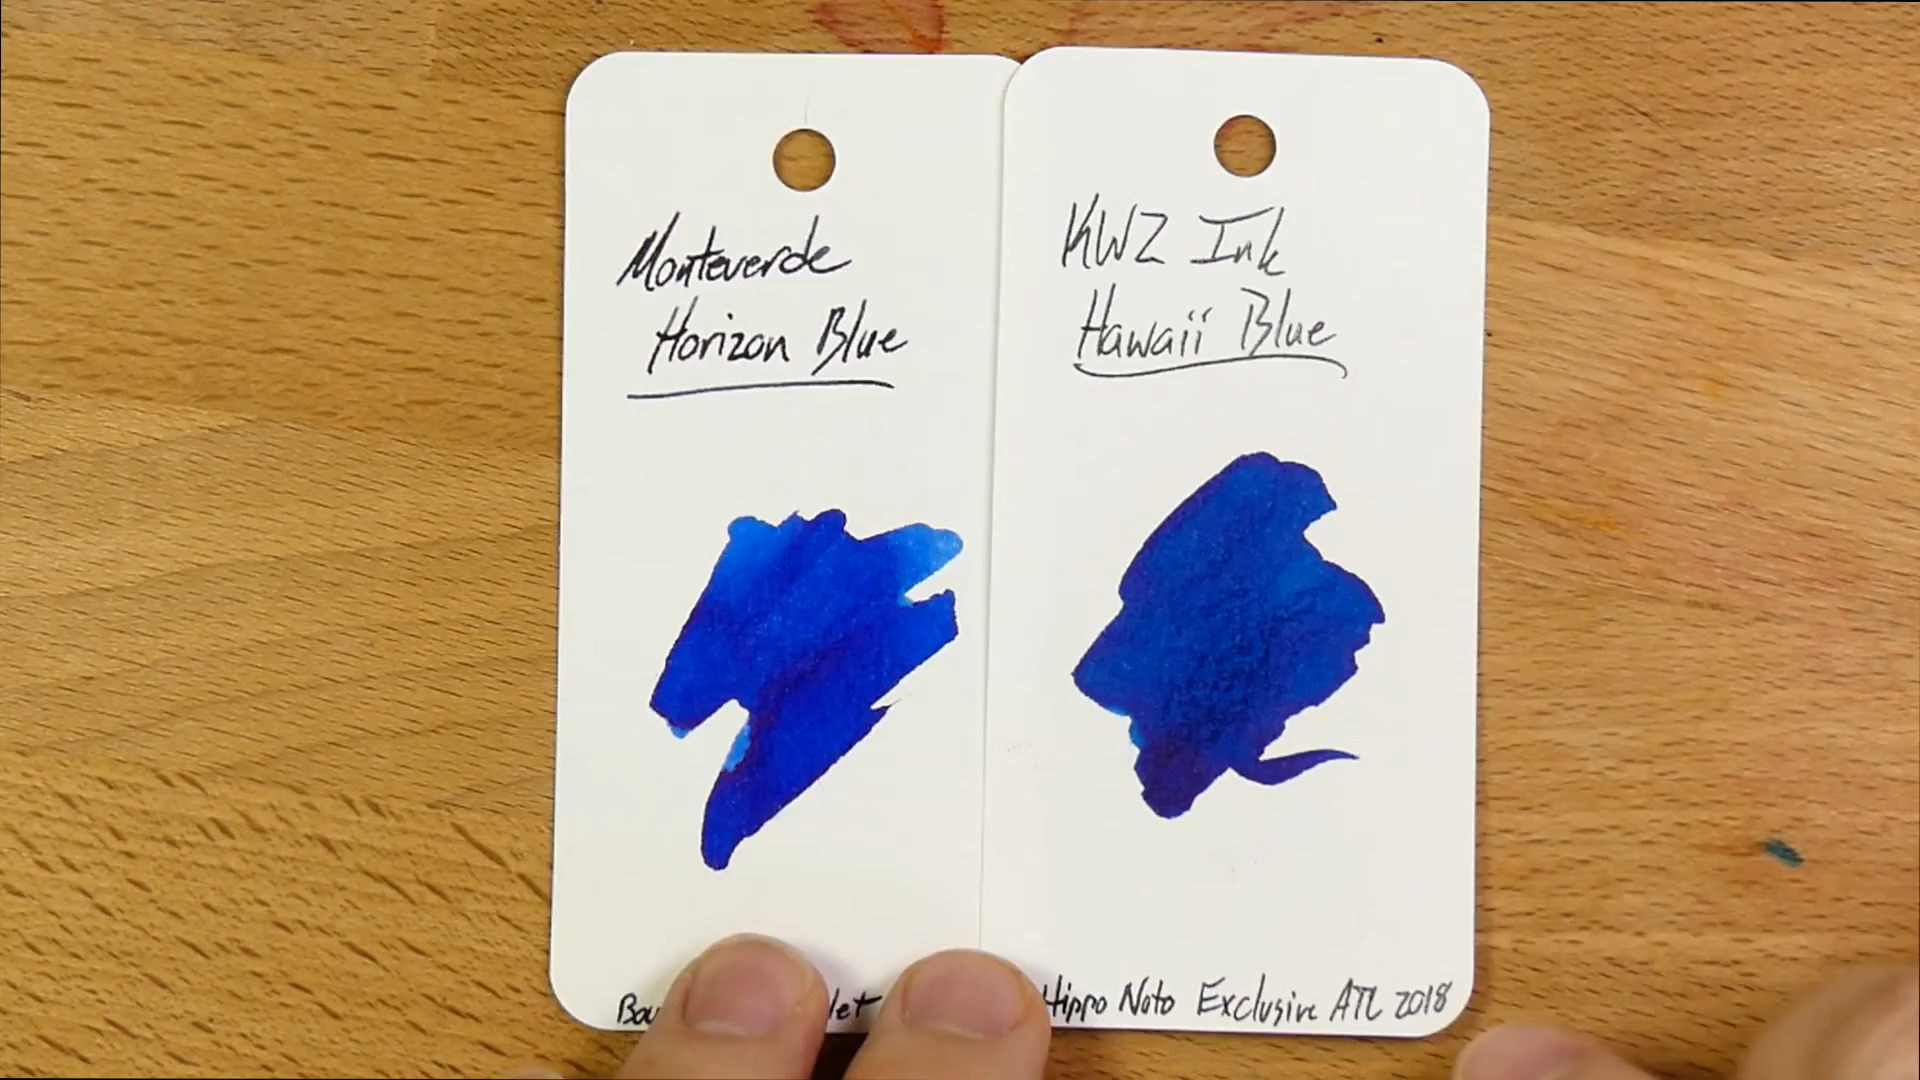 Monteverde
Horizon Blue
KWZ Ink
Hawaii Blue
Hippo Noto Exclusive ATL 2018